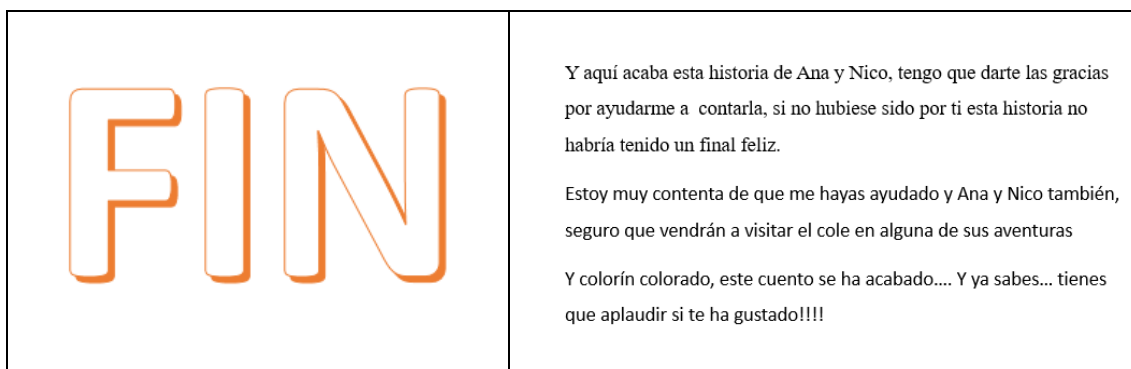 FIN
Y aquí acaba esta historia de Ana y Nico, tengo que darte las gracias
por ayudarme a contarla, si no hubiese sido por ti esta historia no
habría tenido un final feliz.
Estoy muy contenta de que me hayas ayudado y Ana y Nico también,
seguro que vendrán a visitar el cole en alguna de sus aventuras
Y colorín colorado, este cuento se ha acabado.... Y ya sabes... tienes
que aplaudir si te ha gustado!!!!